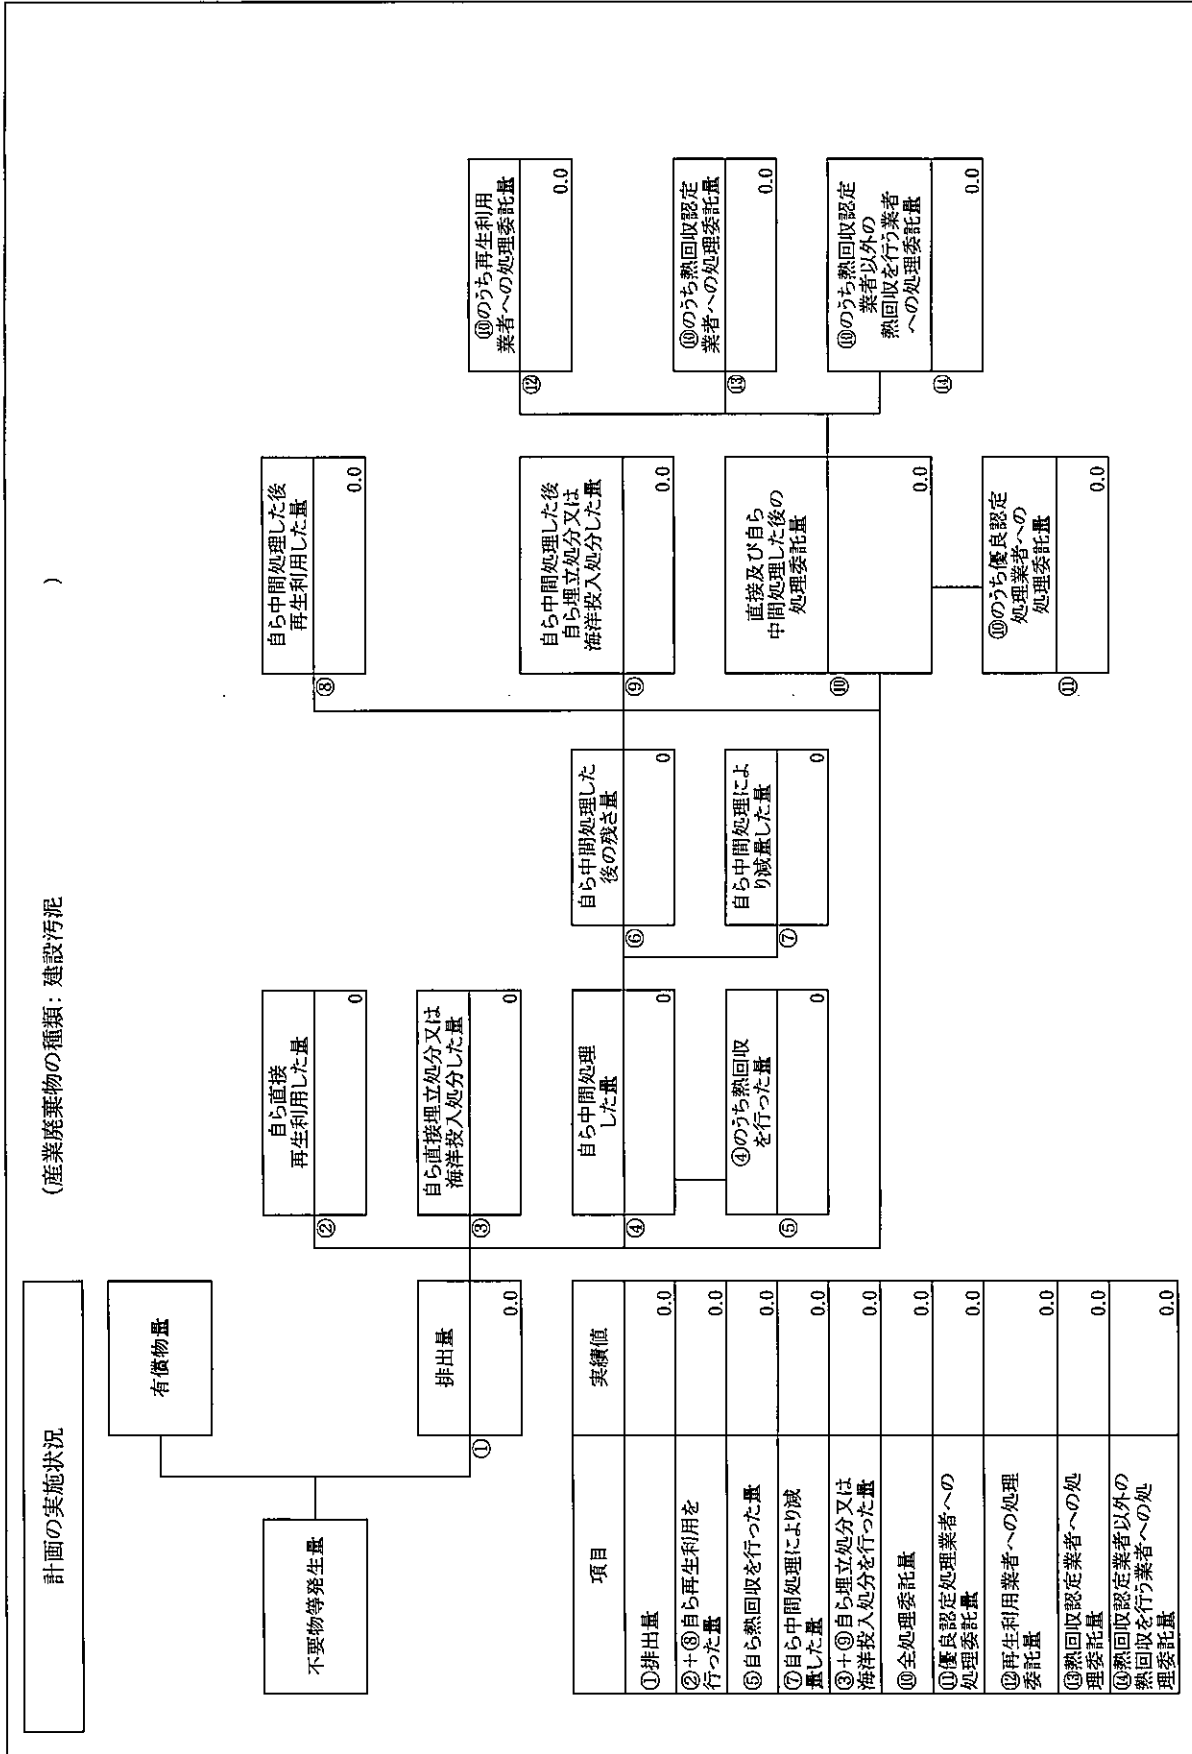 計画の実施状況
(産業廃棄物の種類: 建設汚泥
)
不要物等発生量
有償物量
排出量
①
0.0
自ら直接
再生利用した量
②
0
自ら直接埋立処分又は
海洋投入処分した量
③
0
自ら中間処理
した量
④
0
④のうち熱回収
を行った量
⑤
0
自ら中間処理した
後の残さ量
⑥
0
自ら中間処理によ
り減量した量
⑦
0
自ら中間処理した後
再生利用した量
⑧
0.0
自ら中間処理した後
自ら埋立処分又は
海洋投入処分した量
⑨
0.0
直接及び自ら
中間処理した後の
処理委託量
⑩
0.0
⑩のうち優良認定
処理業者への
処理委託量
⑪
0.0
⑩のうち再生利用
業者への処理委託量
⑫
0.0
⑩のうち熱回収認定
業者への処理委託量
⑬
0.0
⑩のうち熱回収認定
業者以外の
熱回収を行う業者
への処理委託量
⑭
0.0
項目
実績値
①排出量
0.0
②+⑧自ら再生利用を
行った量
0.0
⑤自ら熱回収を行った量
0.0
⑦自ら中間処理により減
量した量
0.0
③+⑨自ら埋立処分又は
海洋投入処分を行った量
0.0
⑩全処理委託量
0.0
⑪優良認定処理業者への
処理委託量
0.0
⑫再生利用業者への処理
委託量
0.0
⑬熱回収認定業者への処
理委託量
0.0
⑭熱回収認定業者以外の
熱回収を行う業者への処
理委託量
0.0